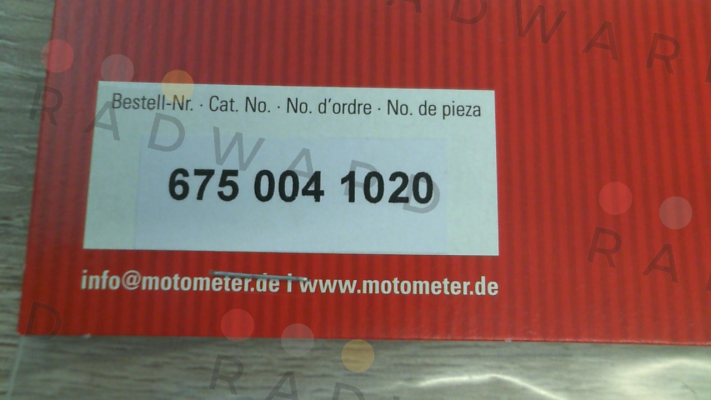 RADWARD
Bestell-Nr. · Cat. No. · No. d'ordre · No. de pieza
RADWARD
675 004 1020
info@motometer.de I www.motometer.de